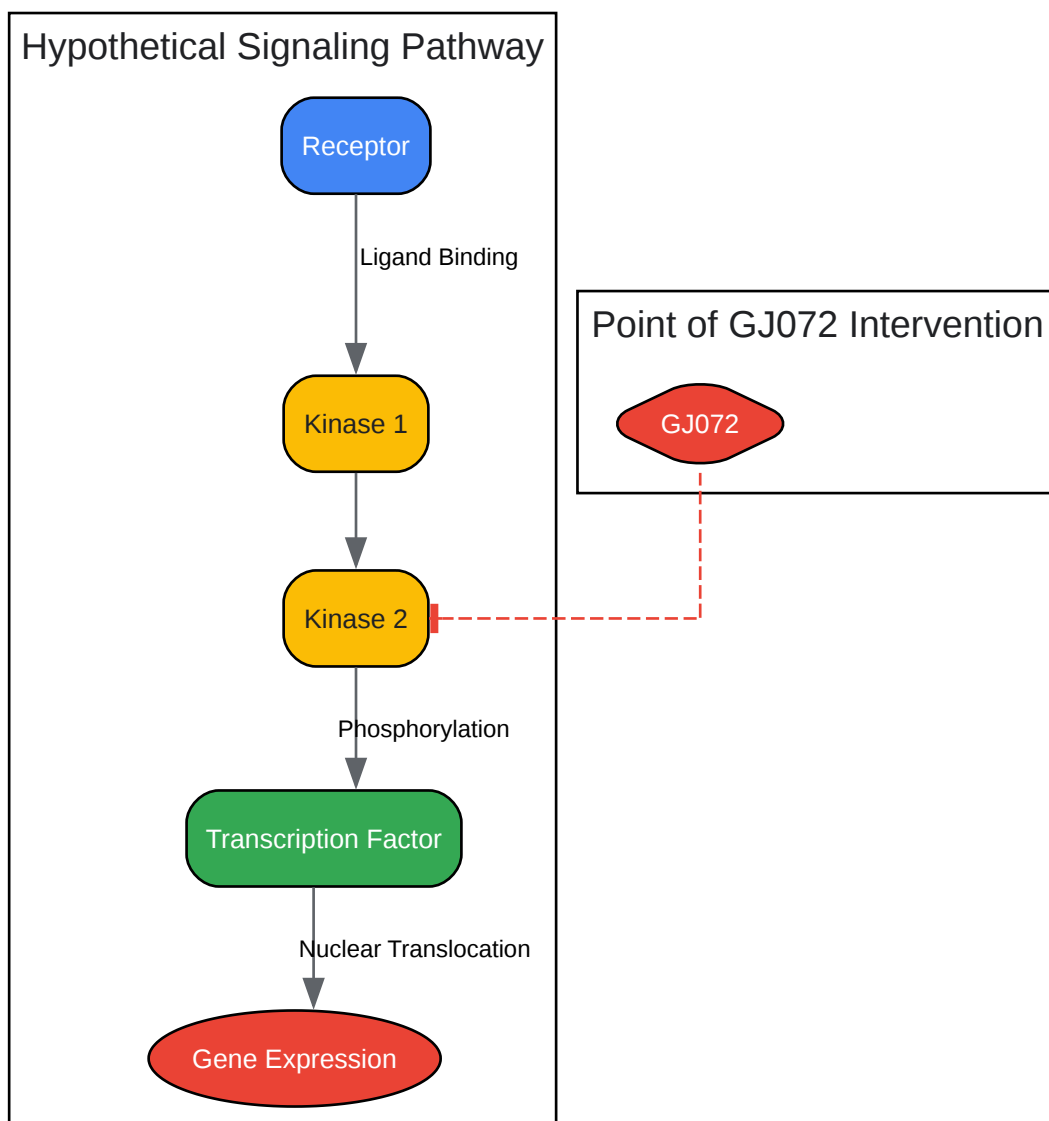 Hypothetical Signaling Pathway
Receptor
Ligand Binding
Point of GJ072 Intervention
Kinase 1
GJ072
Kinase 2
Phosphorylation
Transcription Factor
Nuclear Translocation
Gene Expression